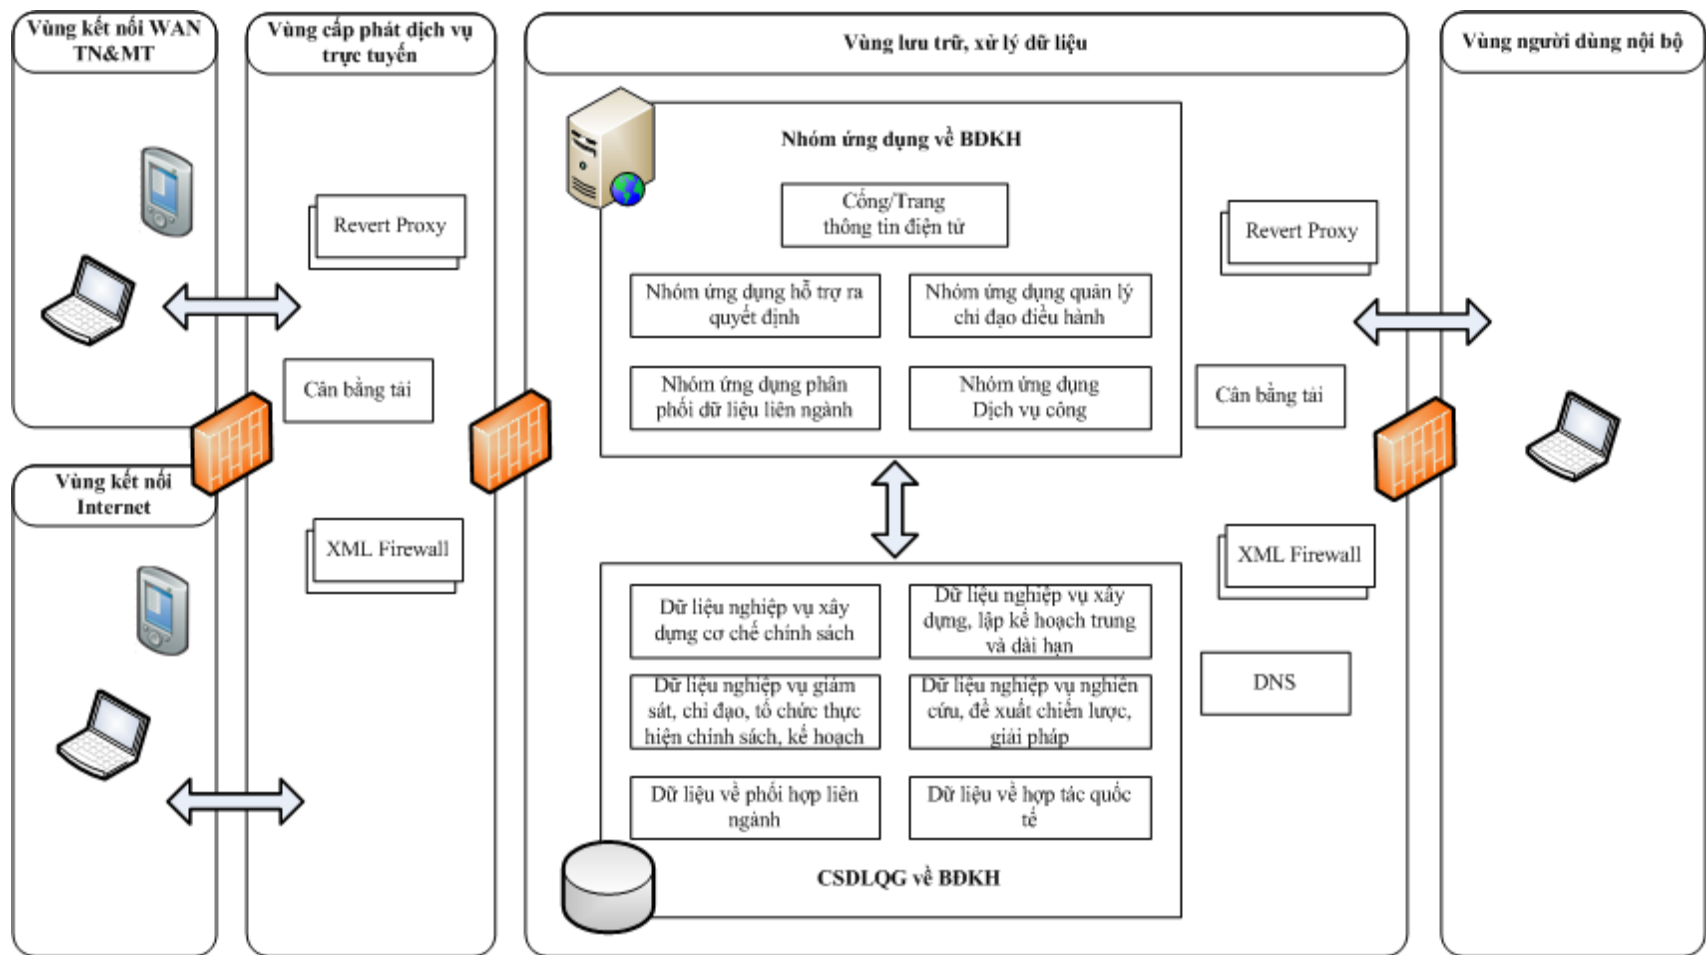 Vùng kết nối WAN
TN&MT
Vùng kết nối
Internet
Vùng cấp phát dịch vụ
trực tuyến
Revert Proxy
Cân bằng tải
XML Firewall
Vùng lưu trữ, xử lý dữ liệu
Nhóm ứng dụng về BĐKH
Cổng/Trang
thông tin điện tử
Nhóm ứng dụng hỗ trợ ra
quyết định
Nhóm ứng dụng quản lý
chỉ đạo điều hành
Nhóm ứng dụng phân
phối dữ liệu liên ngành
Nhóm ứng dụng
Dịch vụ công
Dữ liệu nghiệp vụ xây
dựng cơ chế chính sách
Dữ liệu nghiệp vụ xây
dựng, lập kế hoạch trung
và dài hạn
Dữ liệu nghiệp vụ giám
sát, chỉ đạo, tổ chức thực
hiện chính sách, kế hoạch
Dữ liệu nghiệp vụ nghiên
cứu, đề xuất chiến lược,
giải pháp
Dữ liệu về phối hợp liên
ngành
Dữ liệu về hợp tác quốc
tế
CSDLQG về BĐKH
Revert Proxy
Cân bằng tải
XML Firewall
DNS
Vùng người dùng nội bộ